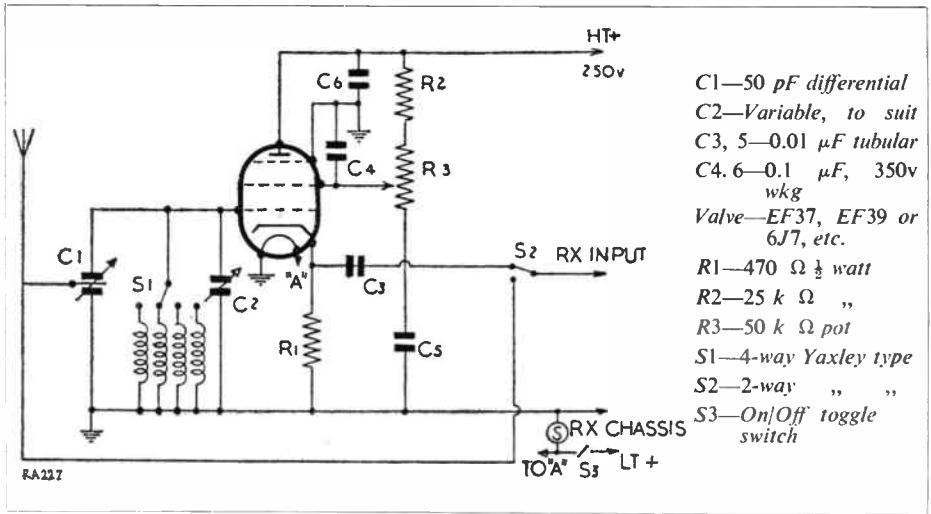 HT+
250v
C6
R2
C4
R3
C1
S1
C2
"A"
C3
S2
RX INPUT
R1
C5
S
RX CHASSIS
TO "A"
S3
LT +
RA227
C1—50 pF differential
C2—Variable, to suit
C3, 5—0.01 μF tubular
C4. 6—0.1 μF, 350v
wkg
Valve—EF37, EF39 or
6J7, etc.
R1—470 Ω ½ watt
R2—25 k Ω „
R3—50 k Ω pot
S1—4-way Yaxley type
S2—2-way „ „
S3—On/Off toggle
switch